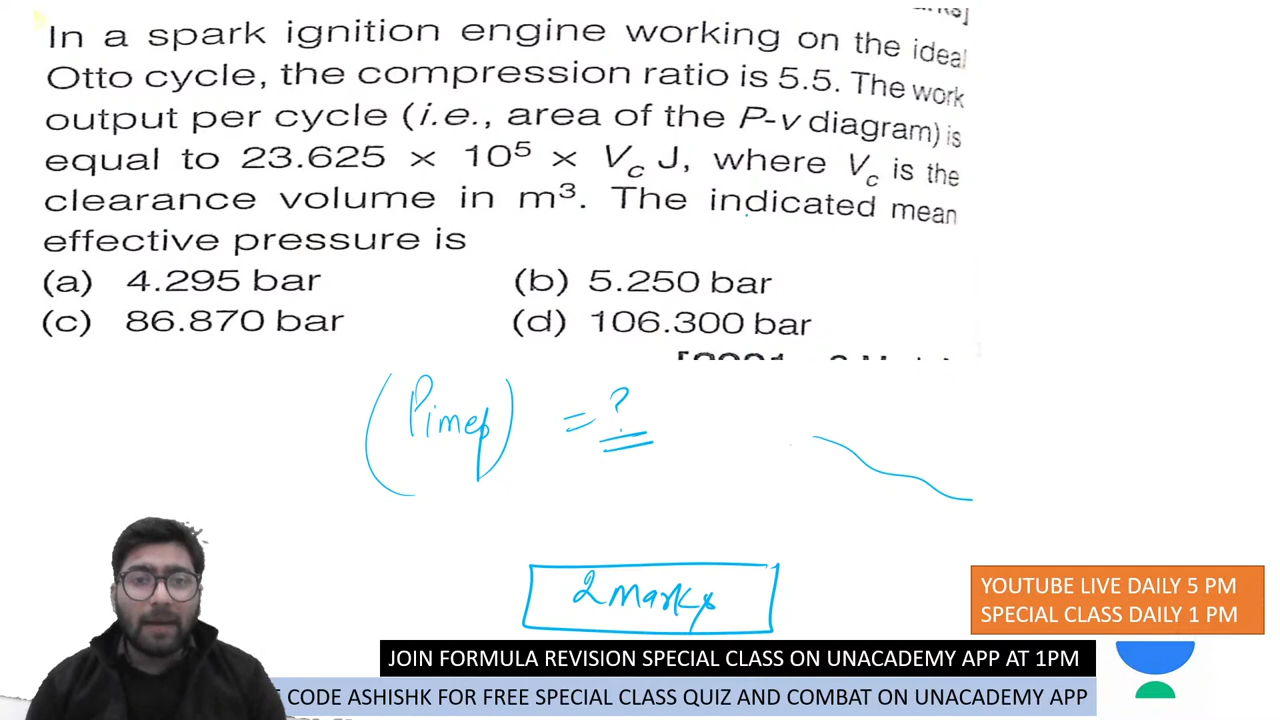 In a spark ignition engine working on the ideal
Otto cycle, the compression ratio is 5.5. The work
output per cycle (i.e., area of the P-v diagram) is
equal to 23.625 × 10⁵ × V_c J, where V_c is the
clearance volume in m³. The indicated mean
effective pressure is
(a) 4.295 bar (b) 5.250 bar
(c) 86.870 bar (d) 106.300 bar
(Pimep) = ?
2 Marks
YOUTUBE LIVE DAILY 5 PM
SPECIAL CLASS DAILY 1 PM
JOIN FORMULA REVISION SPECIAL CLASS ON UNACADEMY APP AT 1PM
CODE ASHISHK FOR FREE SPECIAL CLASS QUIZ AND COMBAT ON UNACADEMY APP